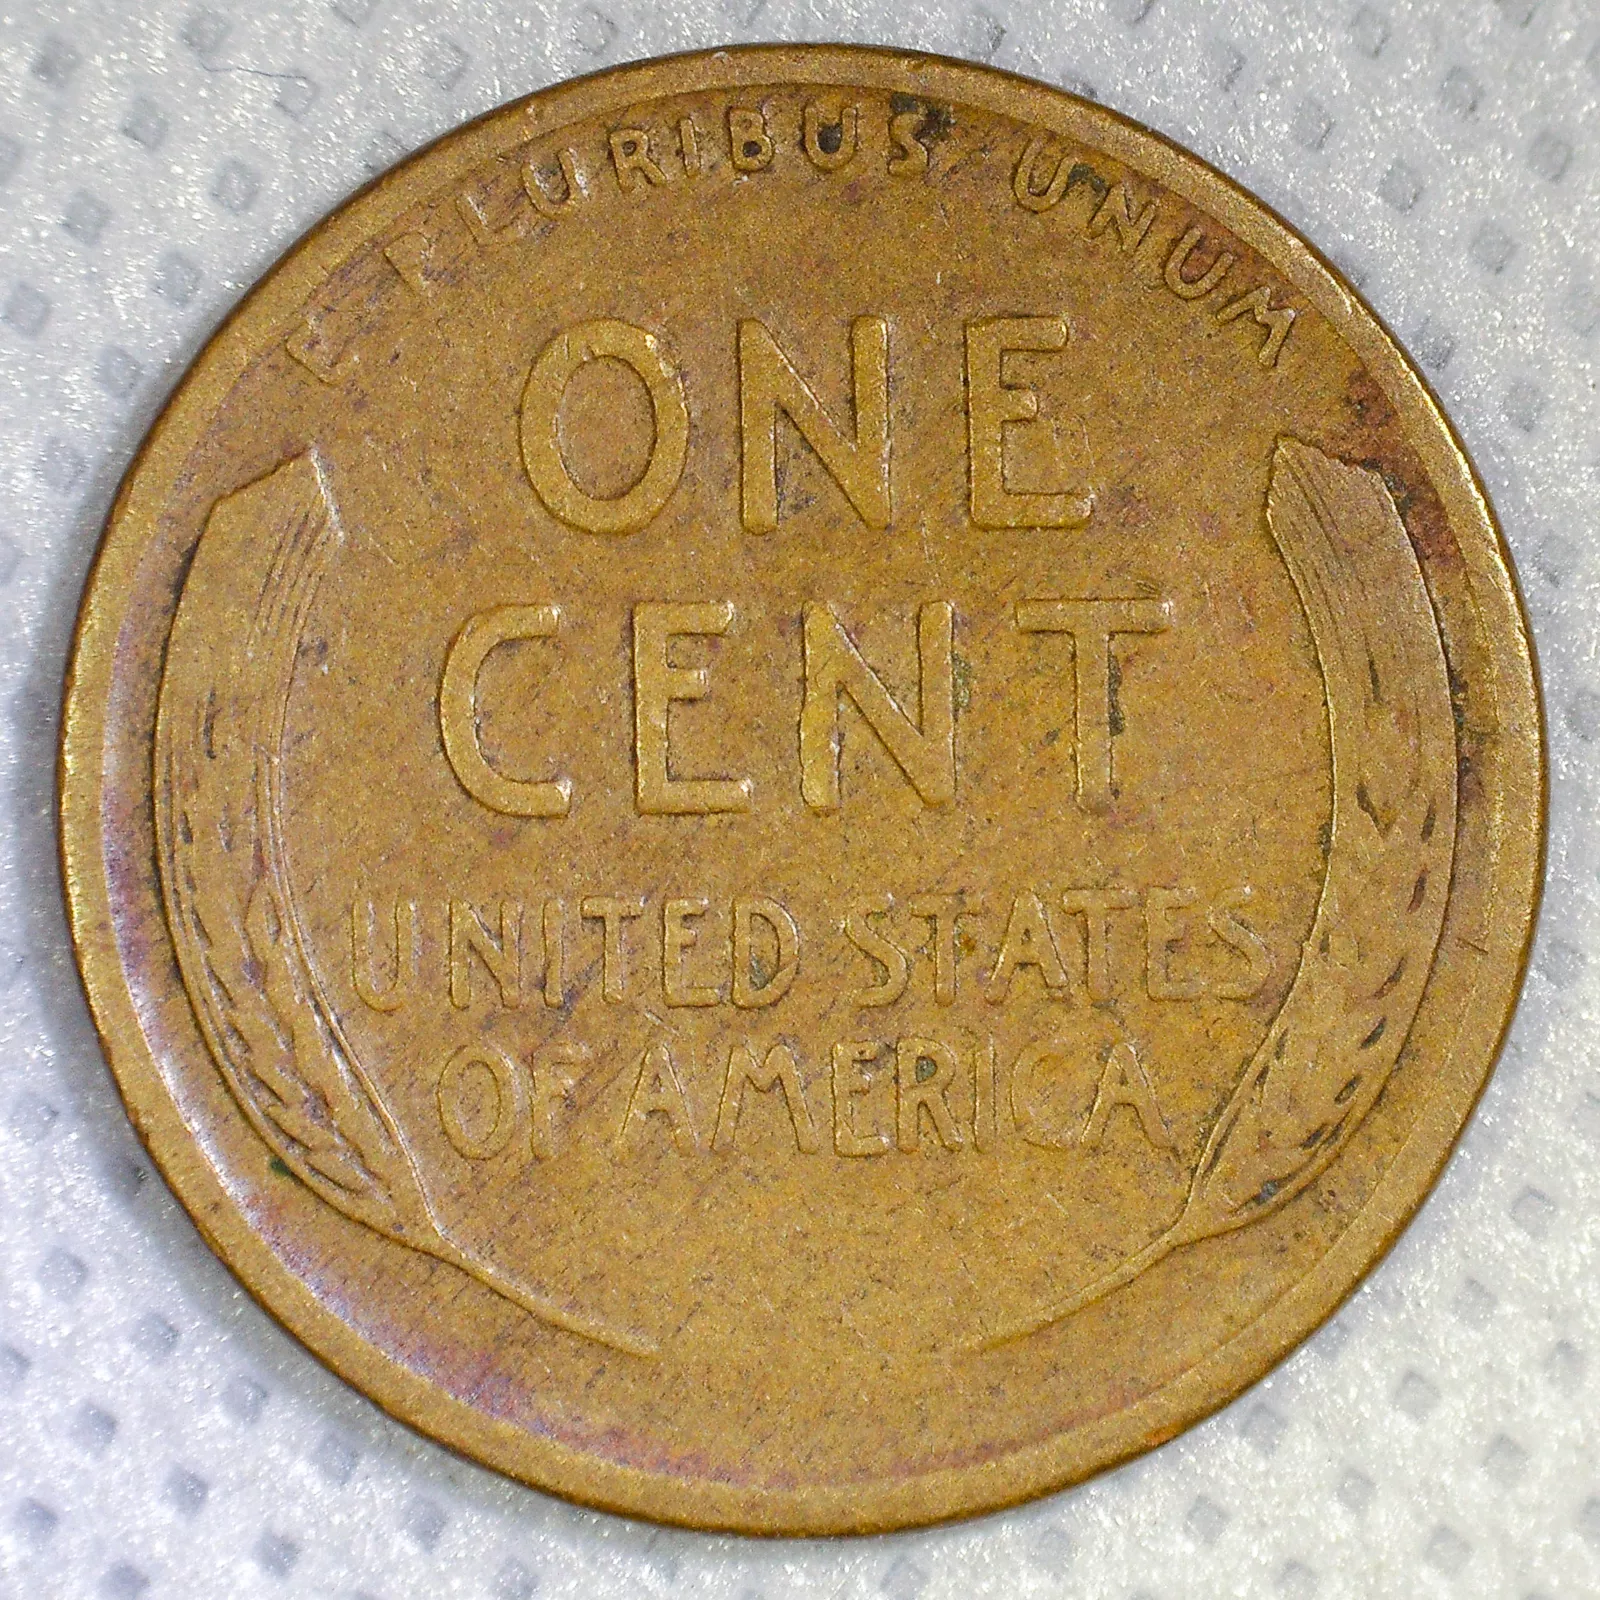 E PLURIBUS UNUM
ONE
CENT
UNITED STATES
OF AMERICA